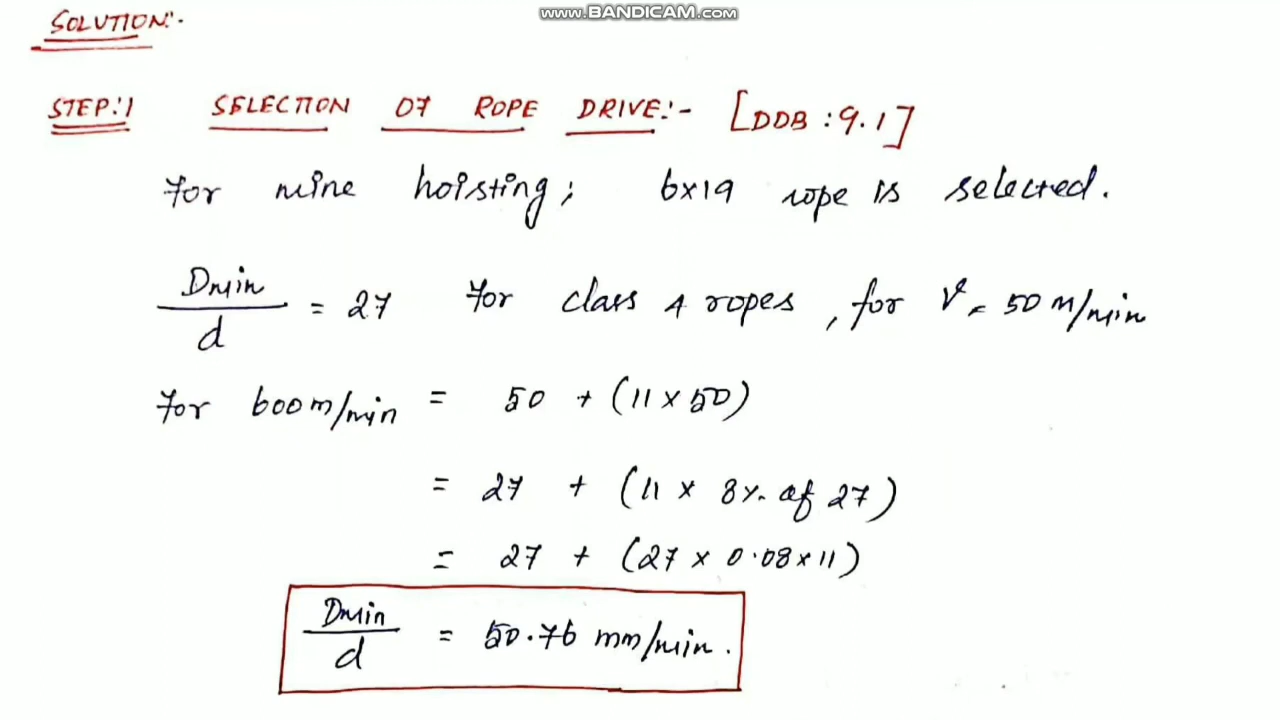 www.BANDICAM.com
SOLUTION:-
STEP:1 SELECTION OF ROPE DRIVE:- [DDB : 9.1]
For mine hoisting; 6x19 rope is selected.
Dmin/d = 27 For class 4 ropes, for V = 50 m/min
For 600m/min = 50 + (11 x 50)
= 27 + (11 x 8%. of 27)
= 27 + (27 x 0.08 x 11)
Dmin/d = 50.76 mm/min.